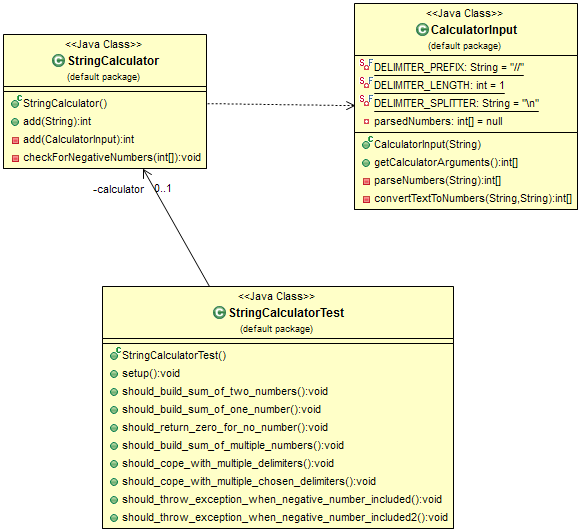 <<Java Class>>
StringCalculator
(default package)
StringCalculator()
add(String):int
add(CalculatorInput):int
checkForNegativeNumbers(int[]):void
<<Java Class>>
CalculatorInput
(default package)
DELIMITER_PREFIX: String = "//"
DELIMITER_LENGTH: int = 1
DELIMITER_SPLITTER: String = "\n"
parsedNumbers: int[] = null
CalculatorInput(String)
getCalculatorArguments():int[]
parseNumbers(String):int[]
convertTextToNumbers(String,String):int[]
-calculator 0..1
<<Java Class>>
StringCalculatorTest
(default package)
StringCalculatorTest()
setup():void
should_build_sum_of_two_numbers():void
should_build_sum_of_one_number():void
should_return_zero_for_no_number():void
should_build_sum_of_multiple_numbers():void
should_cope_with_multiple_delimiters():void
should_cope_with_multiple_chosen_delimiters():void
should_throw_exception_when_negative_number_included():void
should_throw_exception_when_negative_number_included2():void